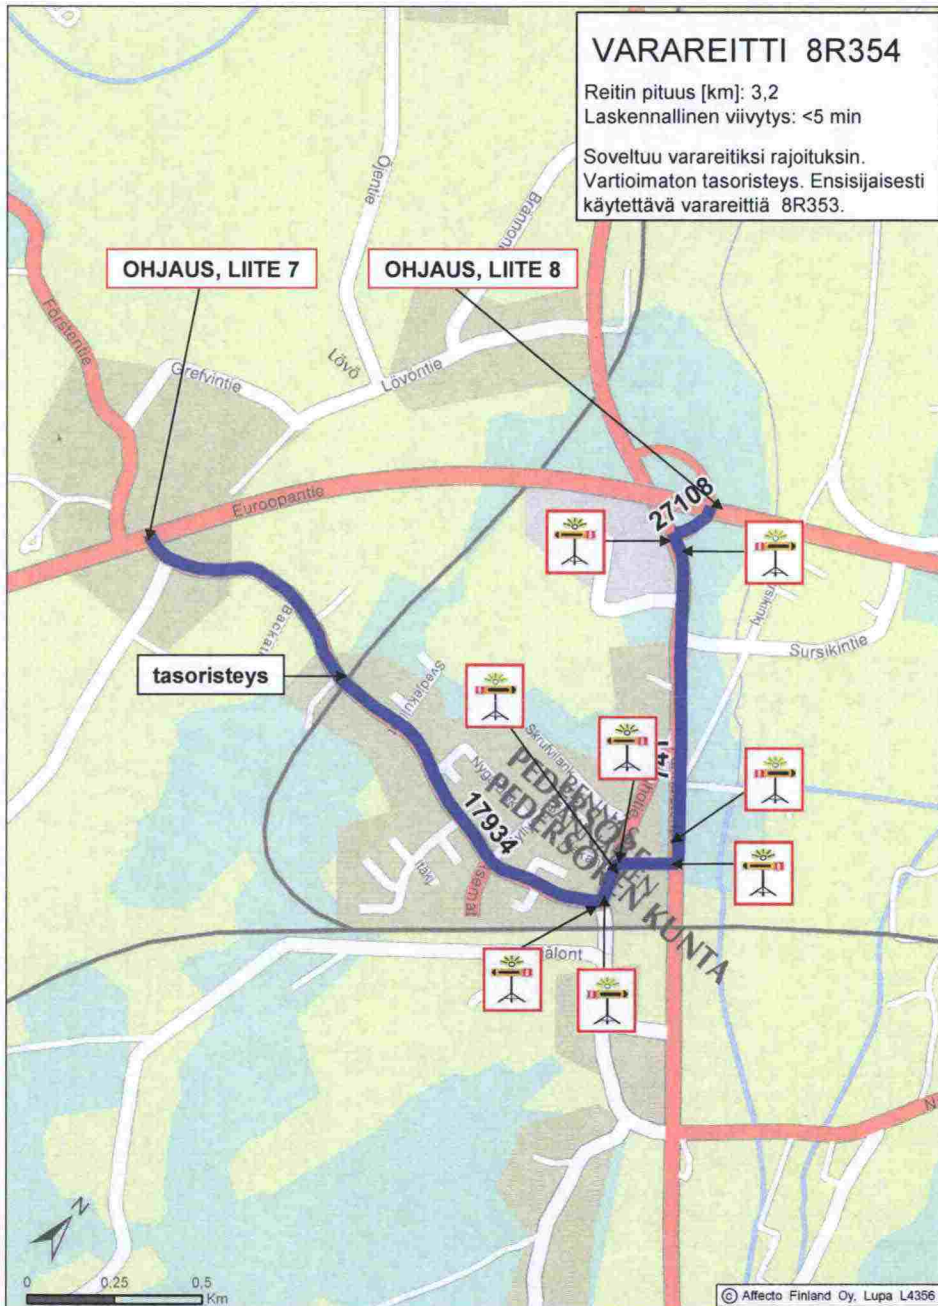 VARAREITTI 8R354
Reitin pituus [km]: 3,2
Laskennallinen viivytys: <5 min
Soveltuu varareitiksi rajoituksin.
Vartioimaton tasoristeys. Ensisijaisesti
käytettävä varareittiä 8R353.
Öjentie
OHJAUS, LIITE 7
OHJAUS, LIITE 8
Forstentie
Lövö
Grefvintie
Lövöntie
Euroopantie
27108
Sursikintie
tasoristeys
741
17934
PEDERSÖREN KUNTA
N
0 0,25 0,5
Km
© Affecto Finland Oy, Lupa L4356